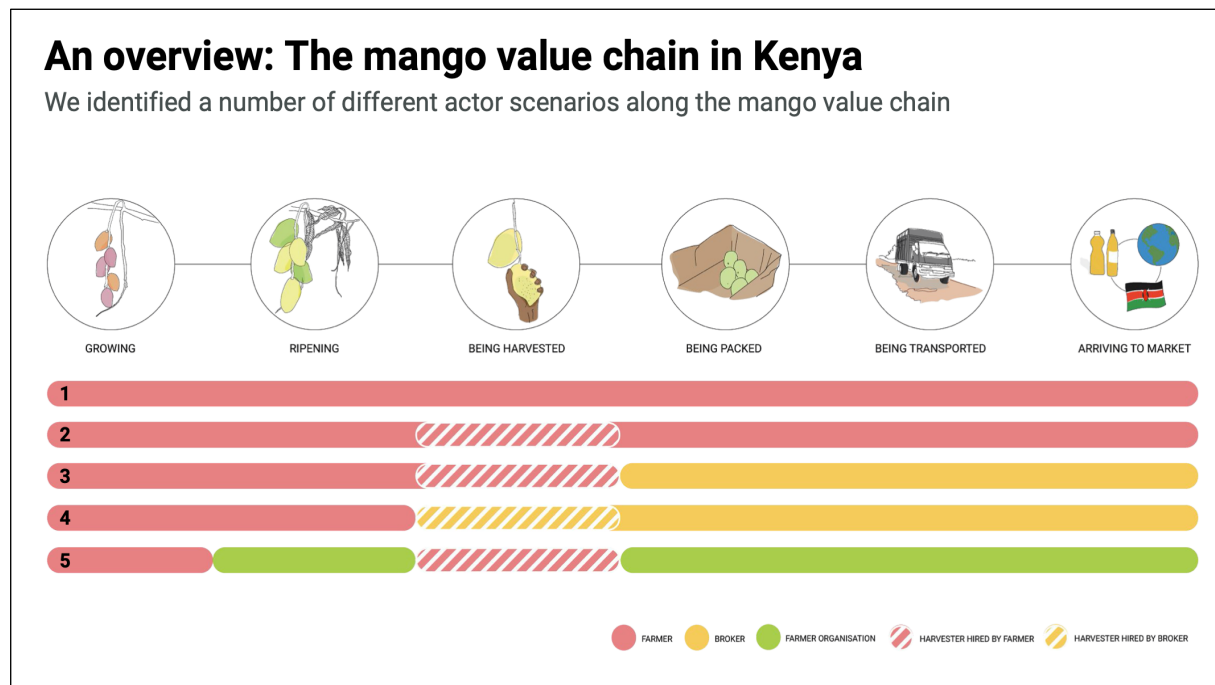 An overview: The mango value chain in Kenya
We identified a number of different actor scenarios along the mango value chain
GROWING
RIPENING
BEING HARVESTED
BEING PACKED
BEING TRANSPORTED
ARRIVING TO MARKET
1
2
3
4
5
FARMER
BROKER
FARMER ORGANISATION
HARVESTER HIRED BY FARMER
HARVESTER HIRED BY BROKER